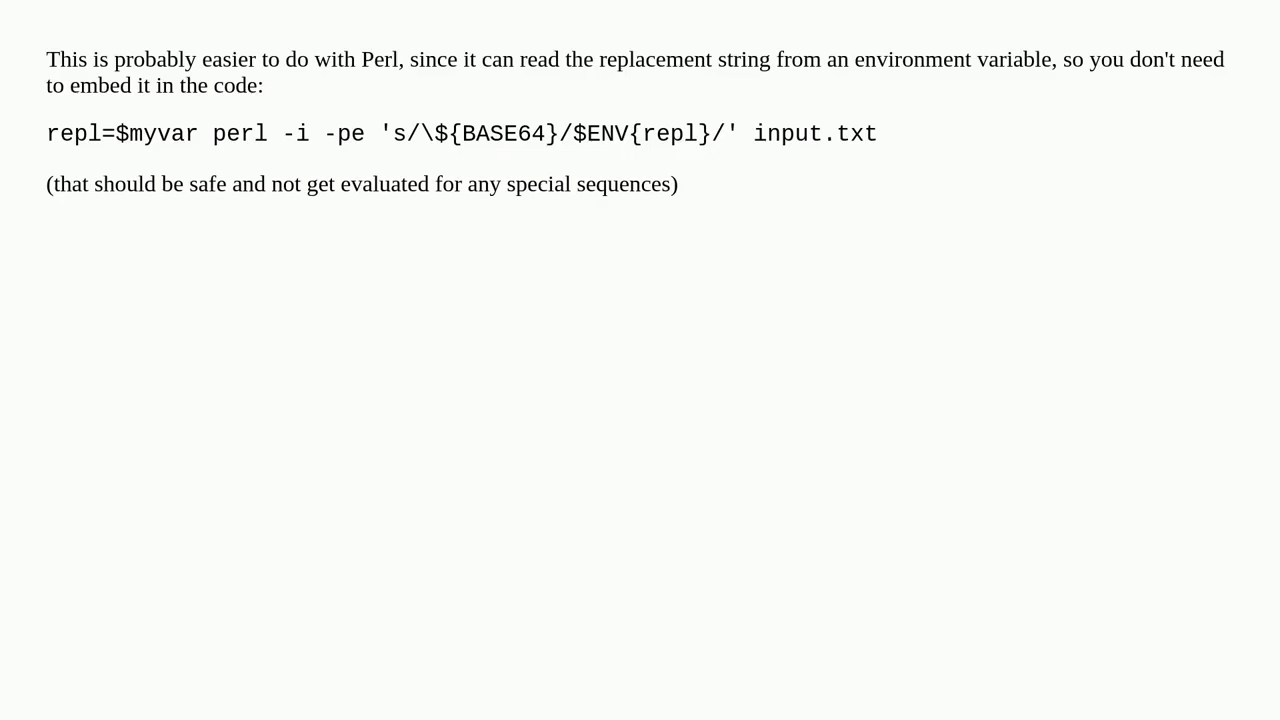 This is probably easier to do with Perl, since it can read the replacement string from an environment variable, so you don't need
to embed it in the code:
repl=$myvar perl -i -pe 's/\${BASE64}/$ENV{repl}/' input.txt
(that should be safe and not get evaluated for any special sequences)